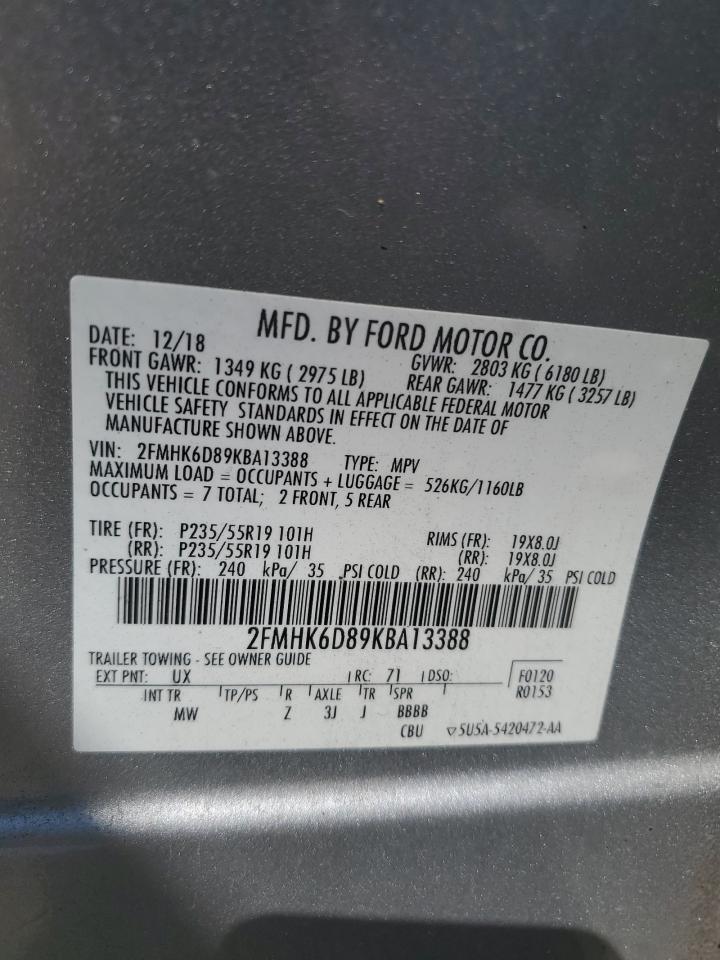 MFD. BY FORD MOTOR CO.
DATE: 12/18 GVWR: 2803 KG ( 6180 LB)
FRONT GAWR: 1349 KG ( 2975 LB) REAR GAWR: 1477 KG ( 3257 LB)
THIS VEHICLE CONFORMS TO ALL APPLICABLE FEDERAL MOTOR
VEHICLE SAFETY STANDARDS IN EFFECT ON THE DATE OF
MANUFACTURE SHOWN ABOVE.
VIN: 2FMHK6D89KBA13388 TYPE: MPV
MAXIMUM LOAD = OCCUPANTS + LUGGAGE = 526KG/1160LB
OCCUPANTS = 7 TOTAL; 2 FRONT, 5 REAR
TIRE (FR): P235/55R19 101H RIMS (FR): 19X8.0J
(RR): P235/55R19 101H (RR): 19X8.0J
PRESSURE (FR): 240 kPa/ 35 PSI COLD (RR): 240 kPa/ 35 PSI COLD
2FMHK6D89KBA13388
TRAILER TOWING - SEE OWNER GUIDE
EXT PNT: UX RC: 71 DSO: F0120
INT TR TP/PS R AXLE TR SPR R0153
MW Z 3J J BBBB
CBU ▽5U5A-5420472-AA